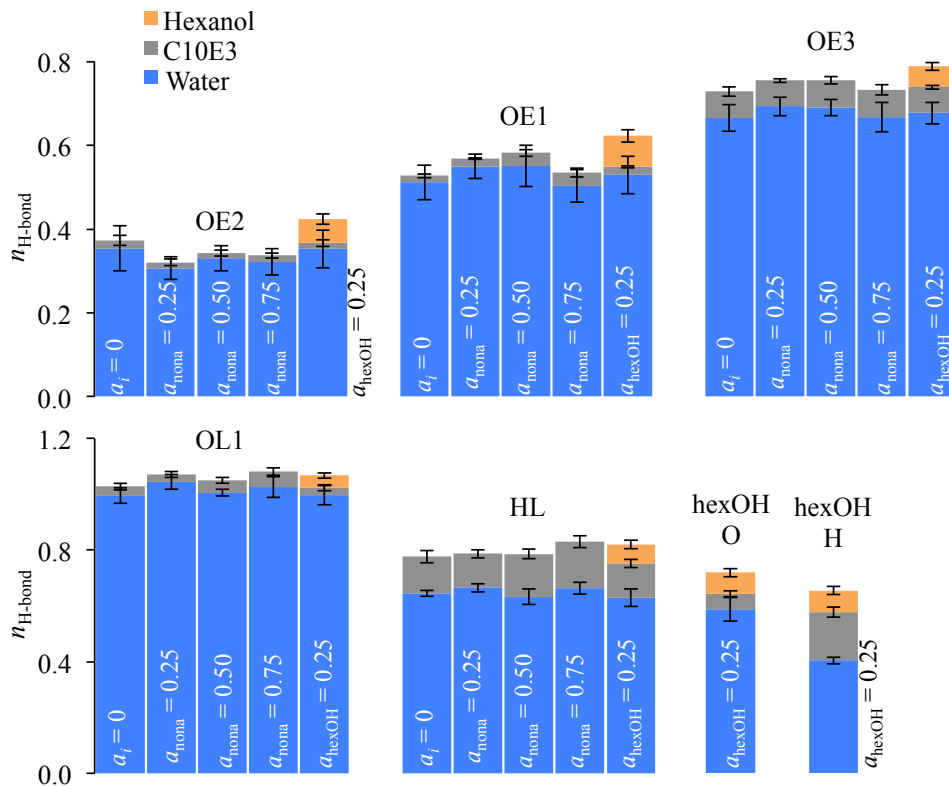 Hexanol
C10E3
Water
OE2
OE1
OE3
n_H-bond
0.8
0.6
0.4
0.2
0.0
a_i = 0
a_nona = 0.25
a_nona = 0.50
a_nona = 0.75
a_hexOH = 0.25
a_i = 0
a_nona = 0.25
a_nona = 0.50
a_nona = 0.75
a_hexOH = 0.25
a_i = 0
a_nona = 0.25
a_nona = 0.50
a_nona = 0.75
a_hexOH = 0.25
OL1
HL
hexOH
O
hexOH
H
n_H-bond
1.2
0.8
0.4
0.0
a_i = 0
a_nona = 0.25
a_nona = 0.50
a_nona = 0.75
a_hexOH = 0.25
a_i = 0
a_nona = 0.25
a_nona = 0.50
a_nona = 0.75
a_hexOH = 0.25
a_hexOH = 0.25
a_hexOH = 0.25